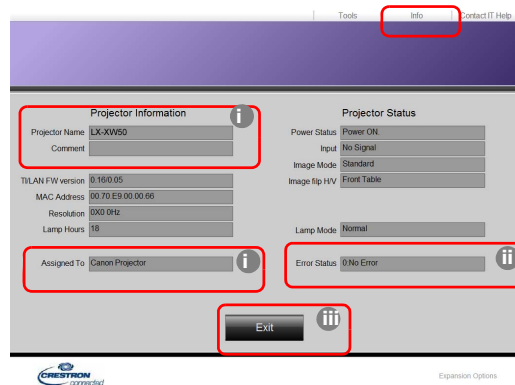 Tools Info Contact IT Help
Projector Information i Projector Status
Projector Name LX-XW50 Power Status Power ON.
Comment Input No Signal
Image Mode Standard
TI/LAN FW version 0.16/0.05 Image filp H/V Front Table
MAC Address 00.70.E9.00.00.66
Resolution 0X0 0Hz
Lamp Hours 18 Lamp Mode Normal
Assigned To Canon Projector i Error Status 0:No Error ii
Exit iii
CRESTRON connected Expansion Options